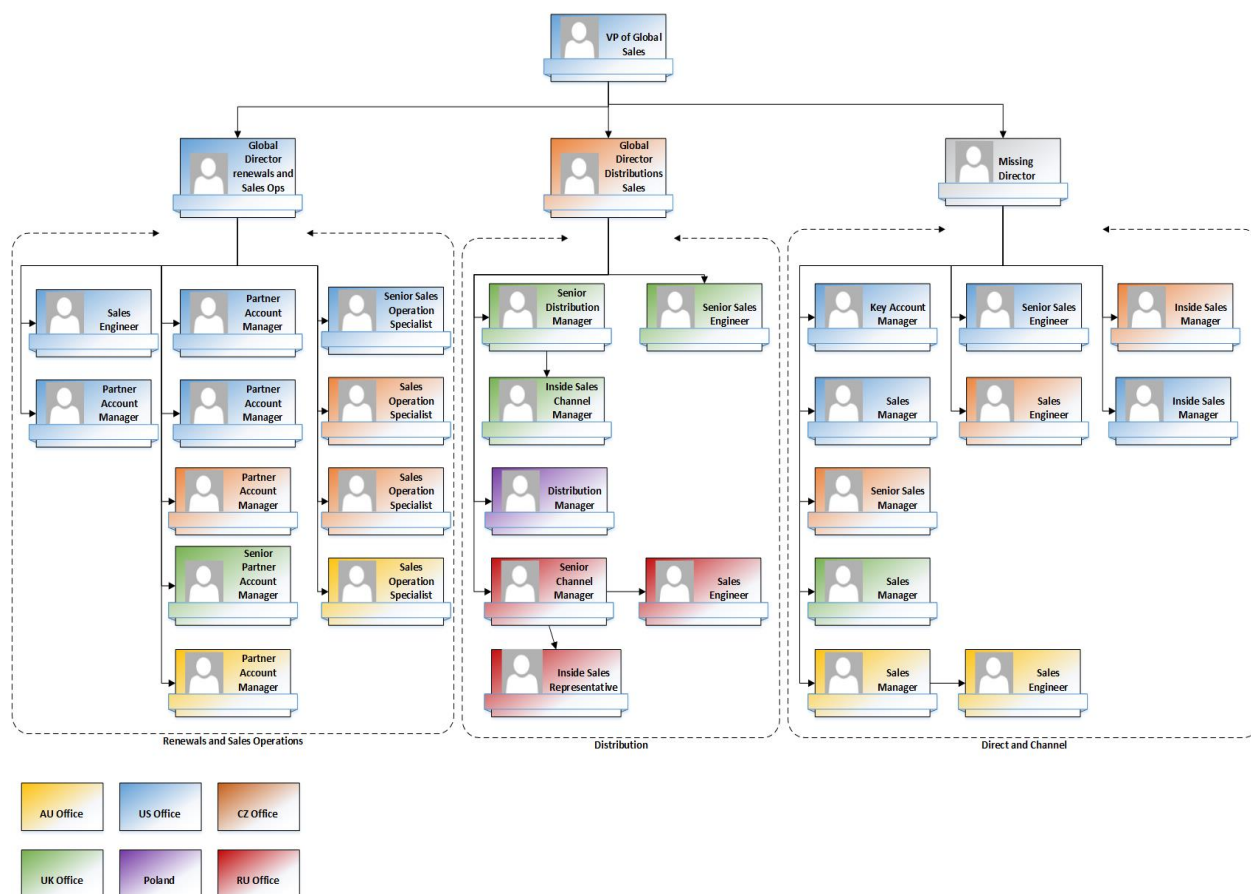 VP of Global
Sales
Global
Director
renewals and
Sales Ops
Global
Director
Distributions
Sales
Missing
Director
Sales
Engineer
Partner
Account
Manager
Senior Sales
Operation
Specialist
Senior
Distribution
Manager
Senior Sales
Engineer
Key Account
Manager
Senior Sales
Engineer
Inside Sales
Manager
Partner
Account
Manager
Partner
Account
Manager
Sales
Operation
Specialist
Inside Sales
Channel
Manager
Sales
Manager
Sales
Engineer
Inside Sales
Manager
Partner
Account
Manager
Sales
Operation
Specialist
Distribution
Manager
Senior Sales
Manager
Senior
Partner
Account
Manager
Sales
Operation
Specialist
Senior
Channel
Manager
Sales
Engineer
Sales
Manager
Partner
Account
Manager
Inside Sales
Representative
Sales
Manager
Sales
Engineer
Renewals and Sales Operations
Distribution
Direct and Channel
AU Office
US Office
CZ Office
UK Office
Poland
RU Office